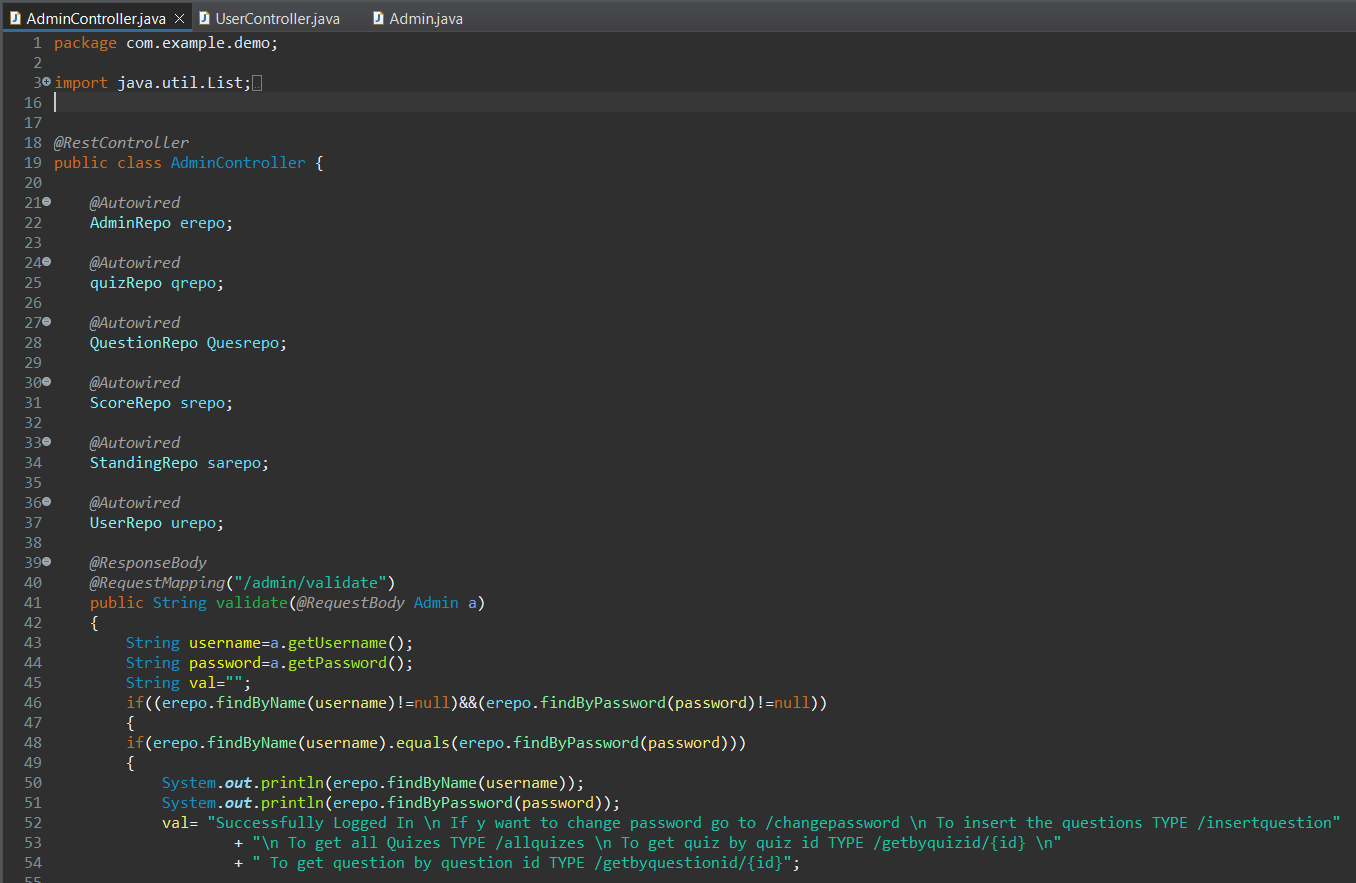 AdminController.java
UserController.java
Admin.java
1 package com.example.demo;
2
3 import java.util.List;
16
17
18 @RestController
19 public class AdminController {
20
21 @Autowired
22 AdminRepo erepo;
23
24 @Autowired
25 quizRepo qrepo;
26
27 @Autowired
28 QuestionRepo Quesrepo;
29
30 @Autowired
31 ScoreRepo srepo;
32
33 @Autowired
34 StandingRepo sarepo;
35
36 @Autowired
37 UserRepo urepo;
38
39 @ResponseBody
40 @RequestMapping("/admin/validate")
41 public String validate(@RequestBody Admin a)
42 {
43 String username=a.getUsername();
44 String password=a.getPassword();
45 String val="";
46 if((erepo.findByName(username)!=null)&&(erepo.findByPassword(password)!=null))
47 {
48 if(erepo.findByName(username).equals(erepo.findByPassword(password)))
49 {
50 System.out.println(erepo.findByName(username));
51 System.out.println(erepo.findByPassword(password));
52 val= "Successfully Logged In \n If y want to change password go to /changepassword \n To insert the questions TYPE /insertquestion"
53 + "\n To get all Quizes TYPE /allquizes \n To get quiz by quiz id TYPE /getbyquizid/{id} \n"
54 + " To get question by question id TYPE /getbyquestionid/{id}";
55